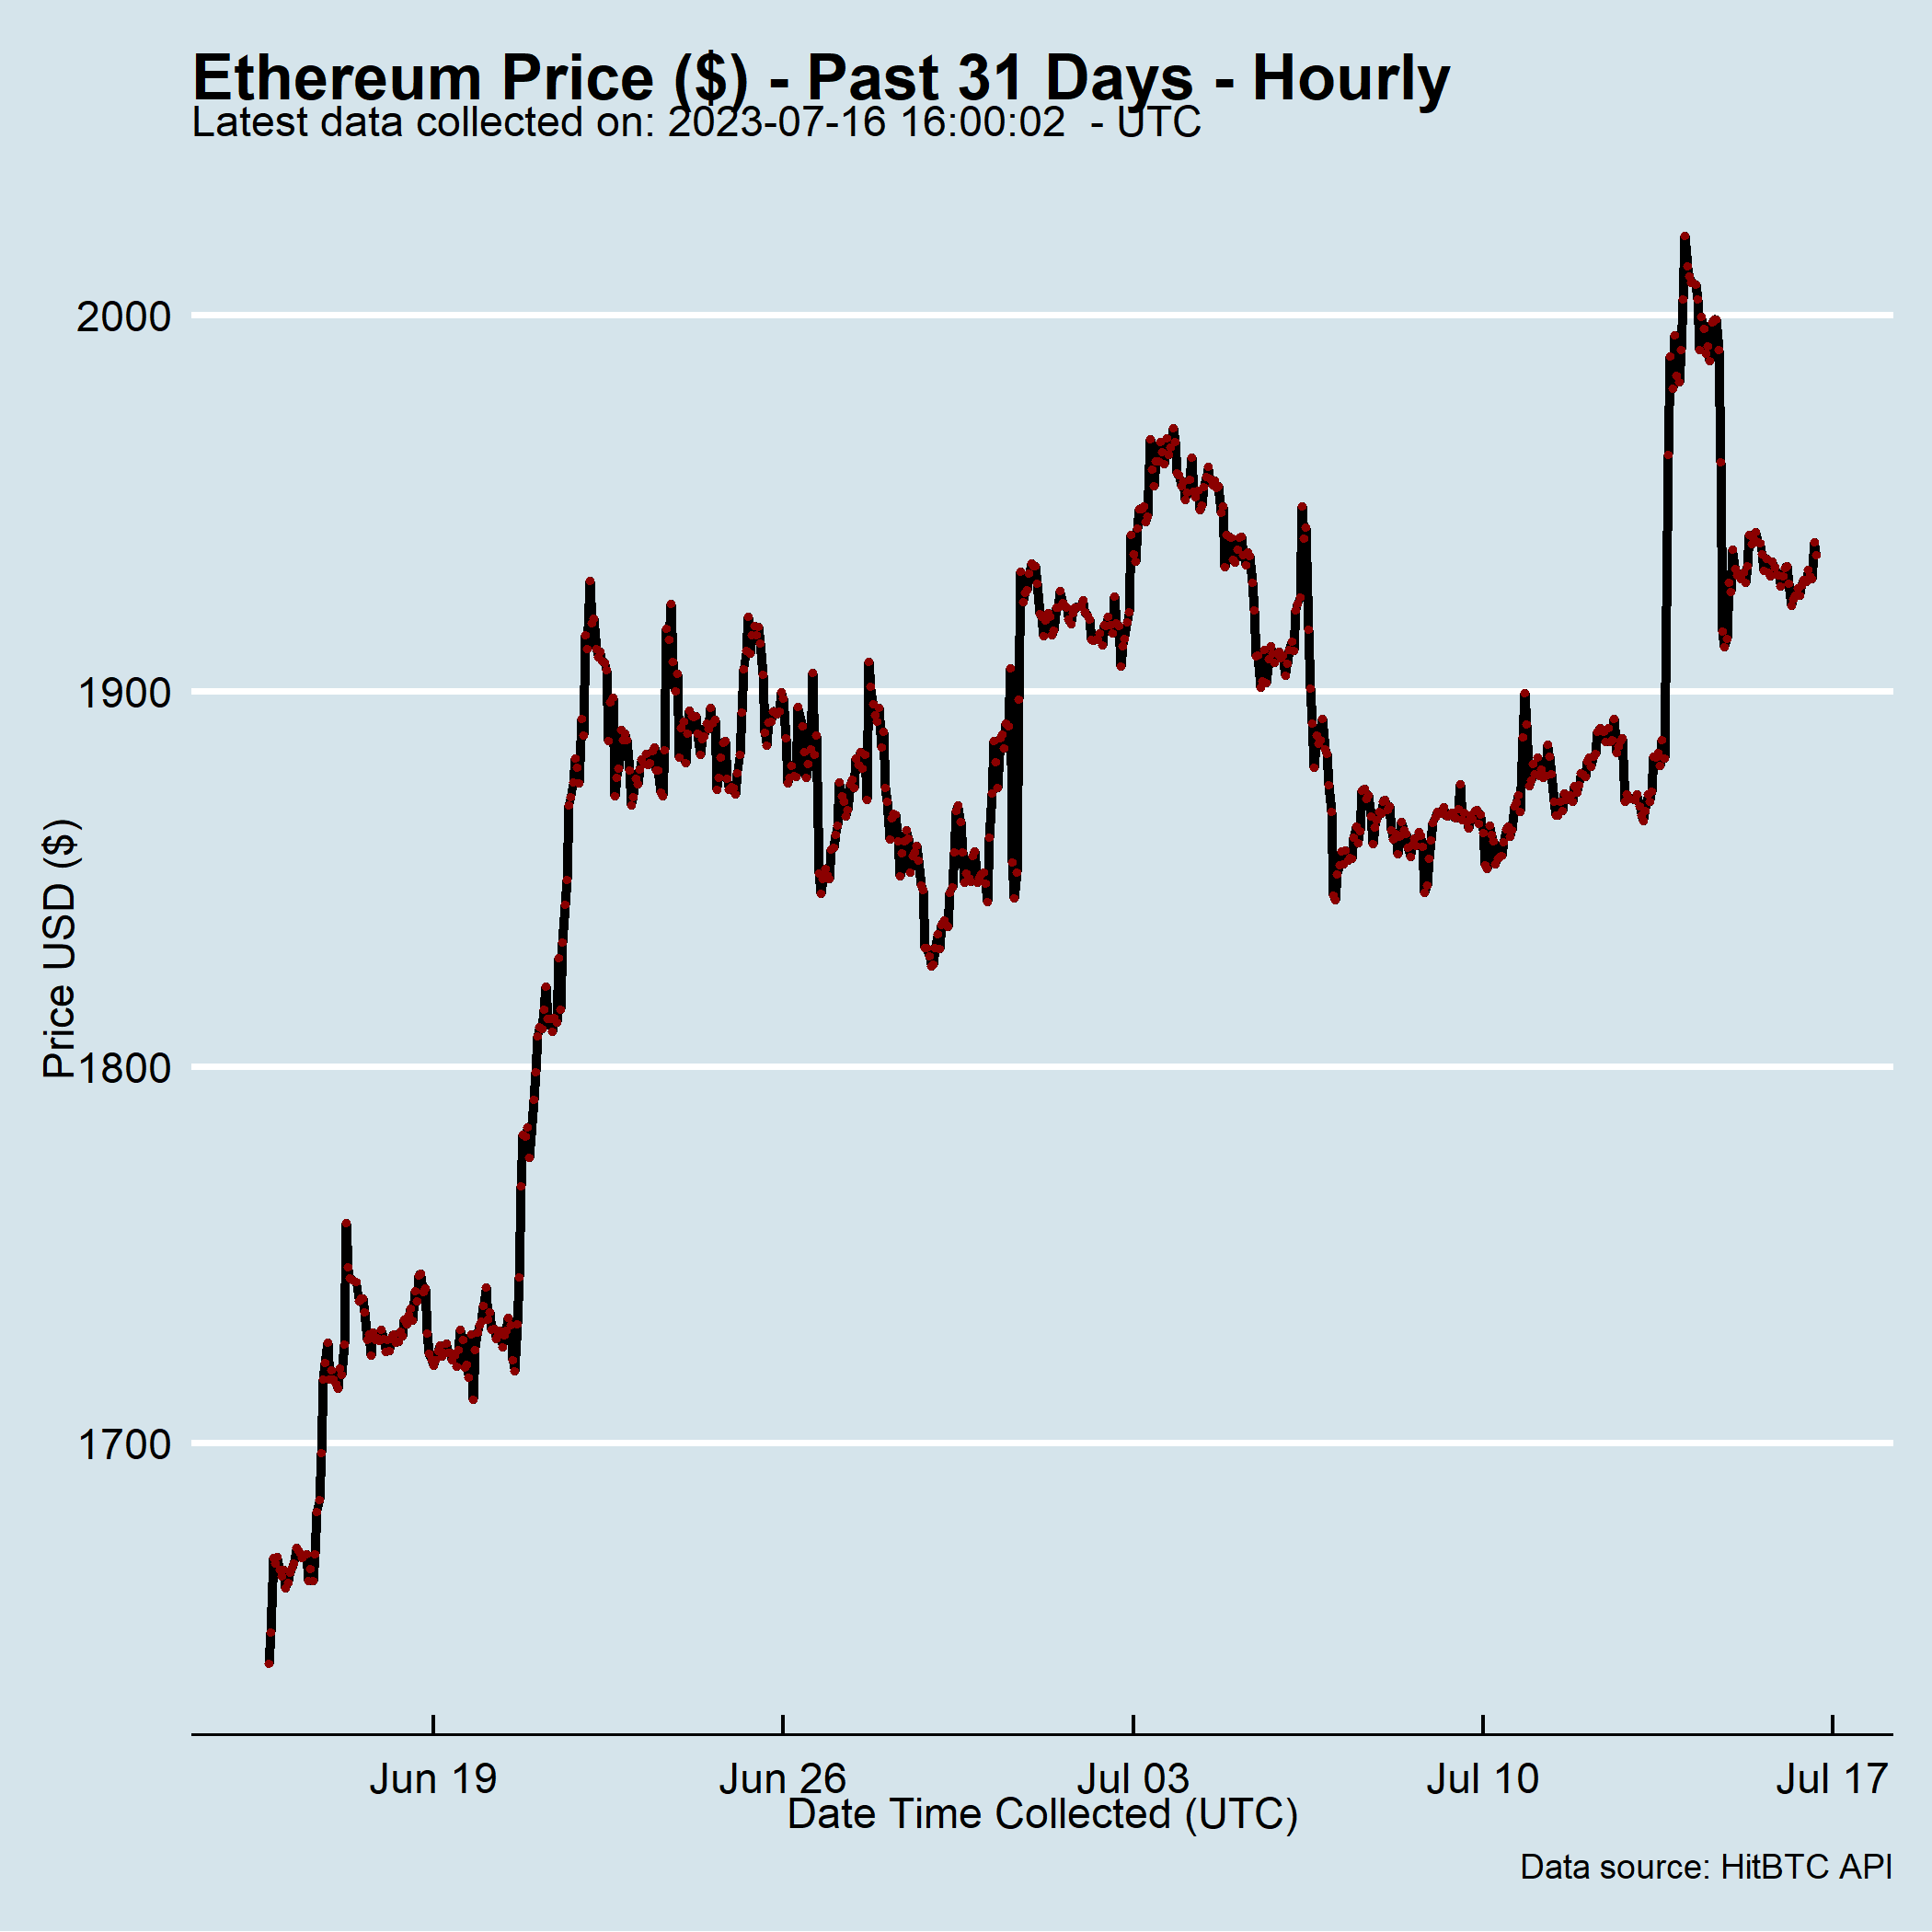 Ethereum Price ($) - Past 31 Days - Hourly
Latest data collected on: 2023-07-16 16:00:02  - UTC
2000
1900
1800
1700
Price USD ($)
Jun 19
Jun 26
Jul 03
Jul 10
Jul 17
Date Time Collected (UTC)
Data source: HitBTC API